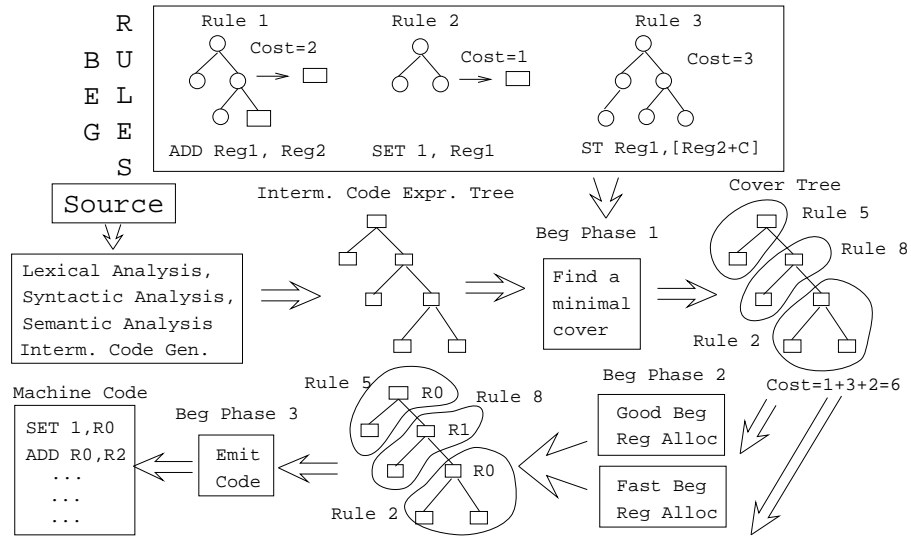 BEG
RULES
Rule 1
Cost=2
ADD Reg1, Reg2
Rule 2
Cost=1
SET 1, Reg1
Rule 3
Cost=3
ST Reg1,[Reg2+C]
Source
Lexical Analysis,
Syntactic Analysis,
Semantic Analysis
Interm. Code Gen.
Interm. Code Expr. Tree
Beg Phase 1
Find a
minimal
cover
Cover Tree
Rule 5
Rule 8
Rule 2
Cost=1+3+2=6
Beg Phase 2
Good Beg
Reg Alloc
Fast Beg
Reg Alloc
Rule 5
R0
Rule 8
R1
R0
Rule 2
Beg Phase 3
Emit
Code
Machine Code
SET 1,R0
ADD R0,R2
...
...
...